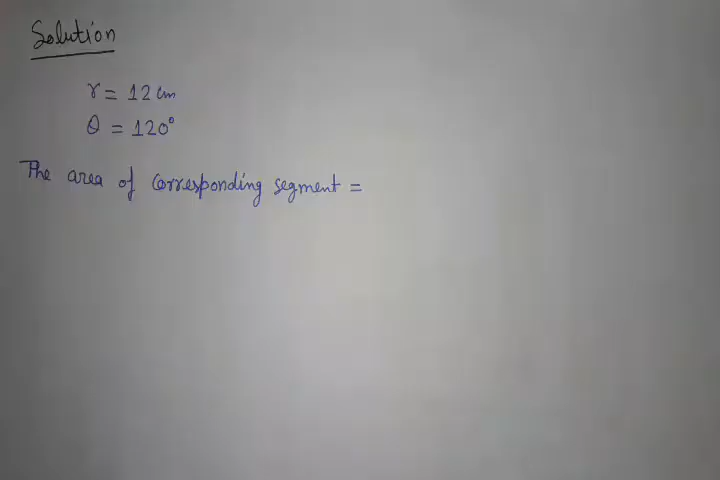 Solution
r = 12 cm
θ = 120°
The area of corresponding segment =